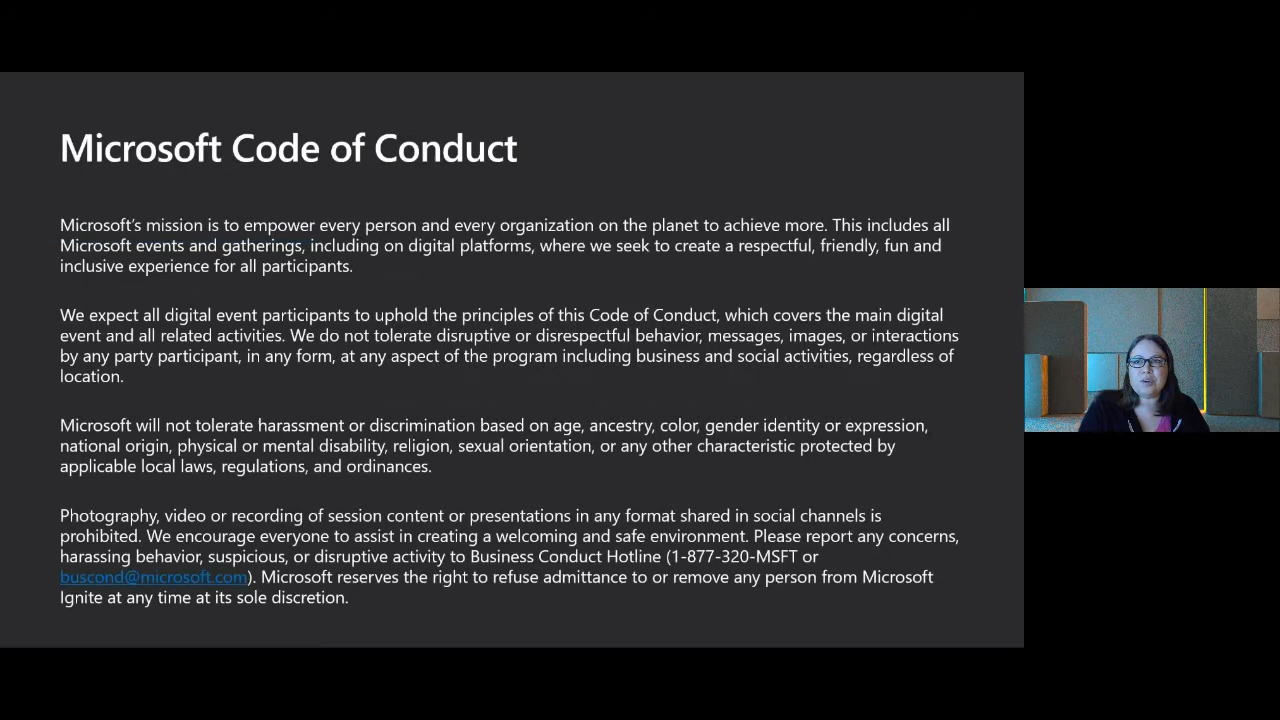 Microsoft Code of Conduct
Microsoft's mission is to empower every person and every organization on the planet to achieve more. This includes all
Microsoft events and gatherings, including on digital platforms, where we seek to create a respectful, friendly, fun and
inclusive experience for all participants.
We expect all digital event participants to uphold the principles of this Code of Conduct, which covers the main digital
event and all related activities. We do not tolerate disruptive or disrespectful behavior, messages, images, or interactions
by any party participant, in any form, at any aspect of the program including business and social activities, regardless of
location.
Microsoft will not tolerate harassment or discrimination based on age, ancestry, color, gender identity or expression,
national origin, physical or mental disability, religion, sexual orientation, or any other characteristic protected by
applicable local laws, regulations, and ordinances.
Photography, video or recording of session content or presentations in any format shared in social channels is
prohibited. We encourage everyone to assist in creating a welcoming and safe environment. Please report any concerns,
harassing behavior, suspicious, or disruptive activity to Business Conduct Hotline (1-877-320-MSFT or
buscond@microsoft.com). Microsoft reserves the right to refuse admittance to or remove any person from Microsoft
Ignite at any time at its sole discretion.